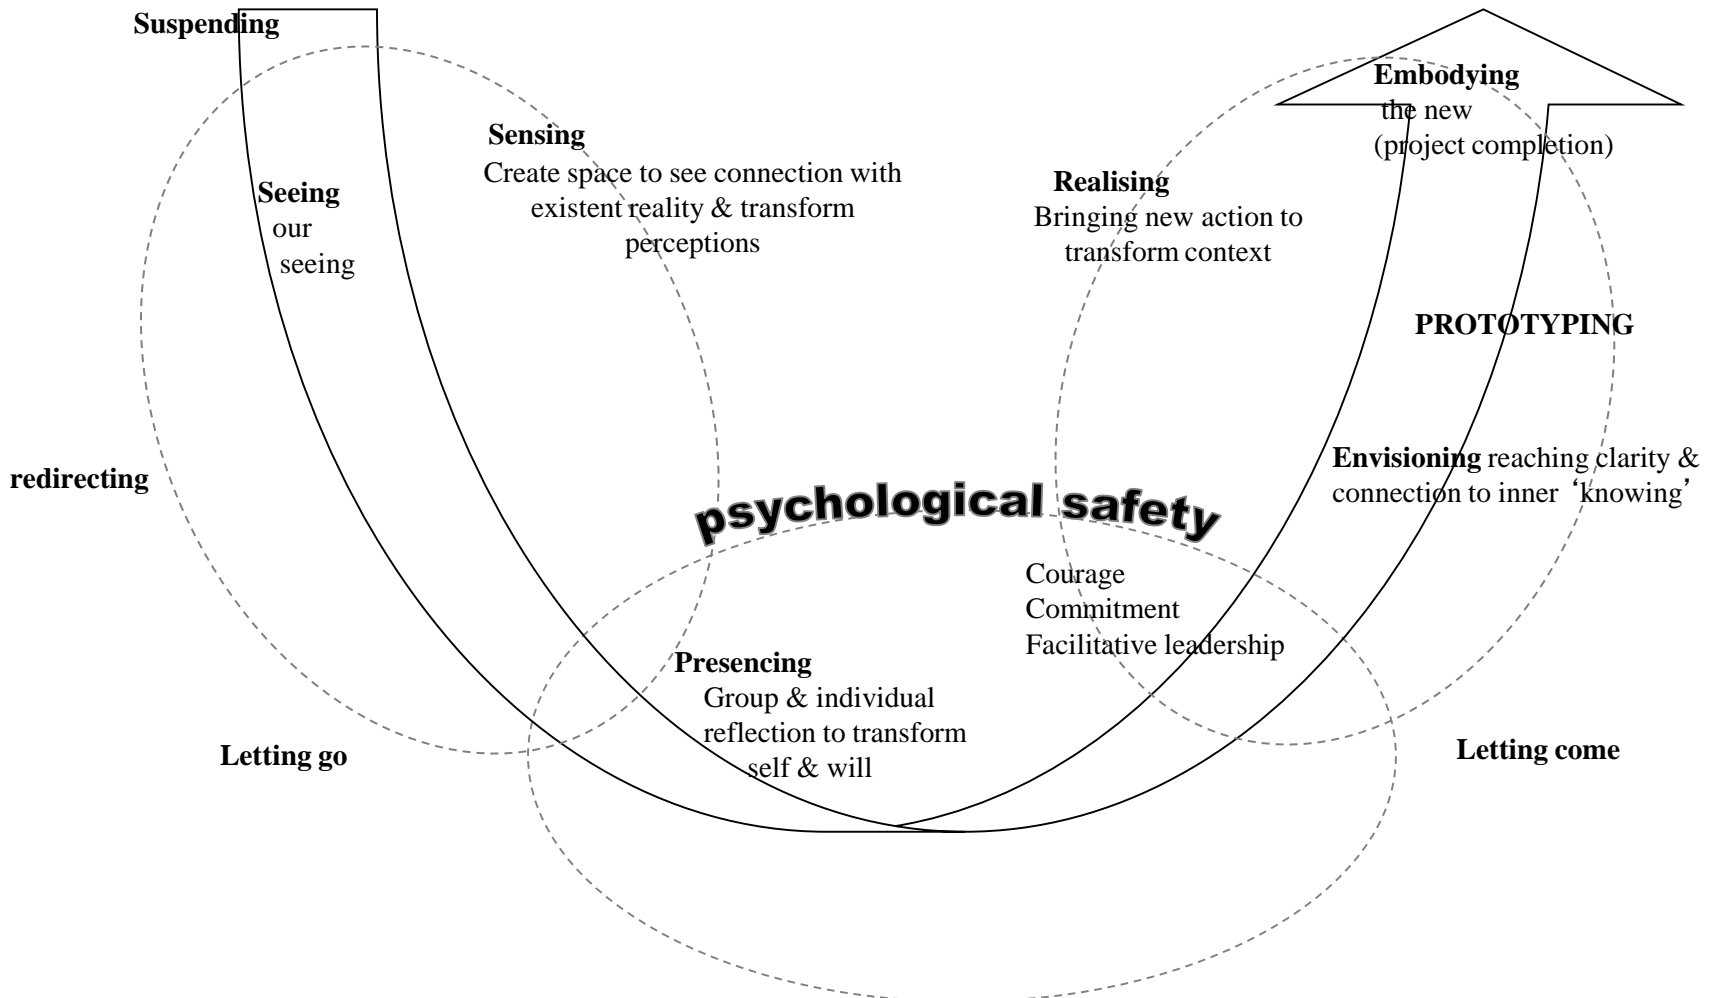 Suspending
Seeing
our
seeing
Sensing
Create space to see connection with
existent reality & transform
perceptions
redirecting
Letting go
psychological safety
Presencing
Group & individual
reflection to transform
self & will
Courage
Commitment
Facilitative leadership
Embodying
the new
(project completion)
Realising
Bringing new action to
transform context
PROTOTYPING
Envisioning reaching clarity &
connection to inner ‘knowing’
Letting come